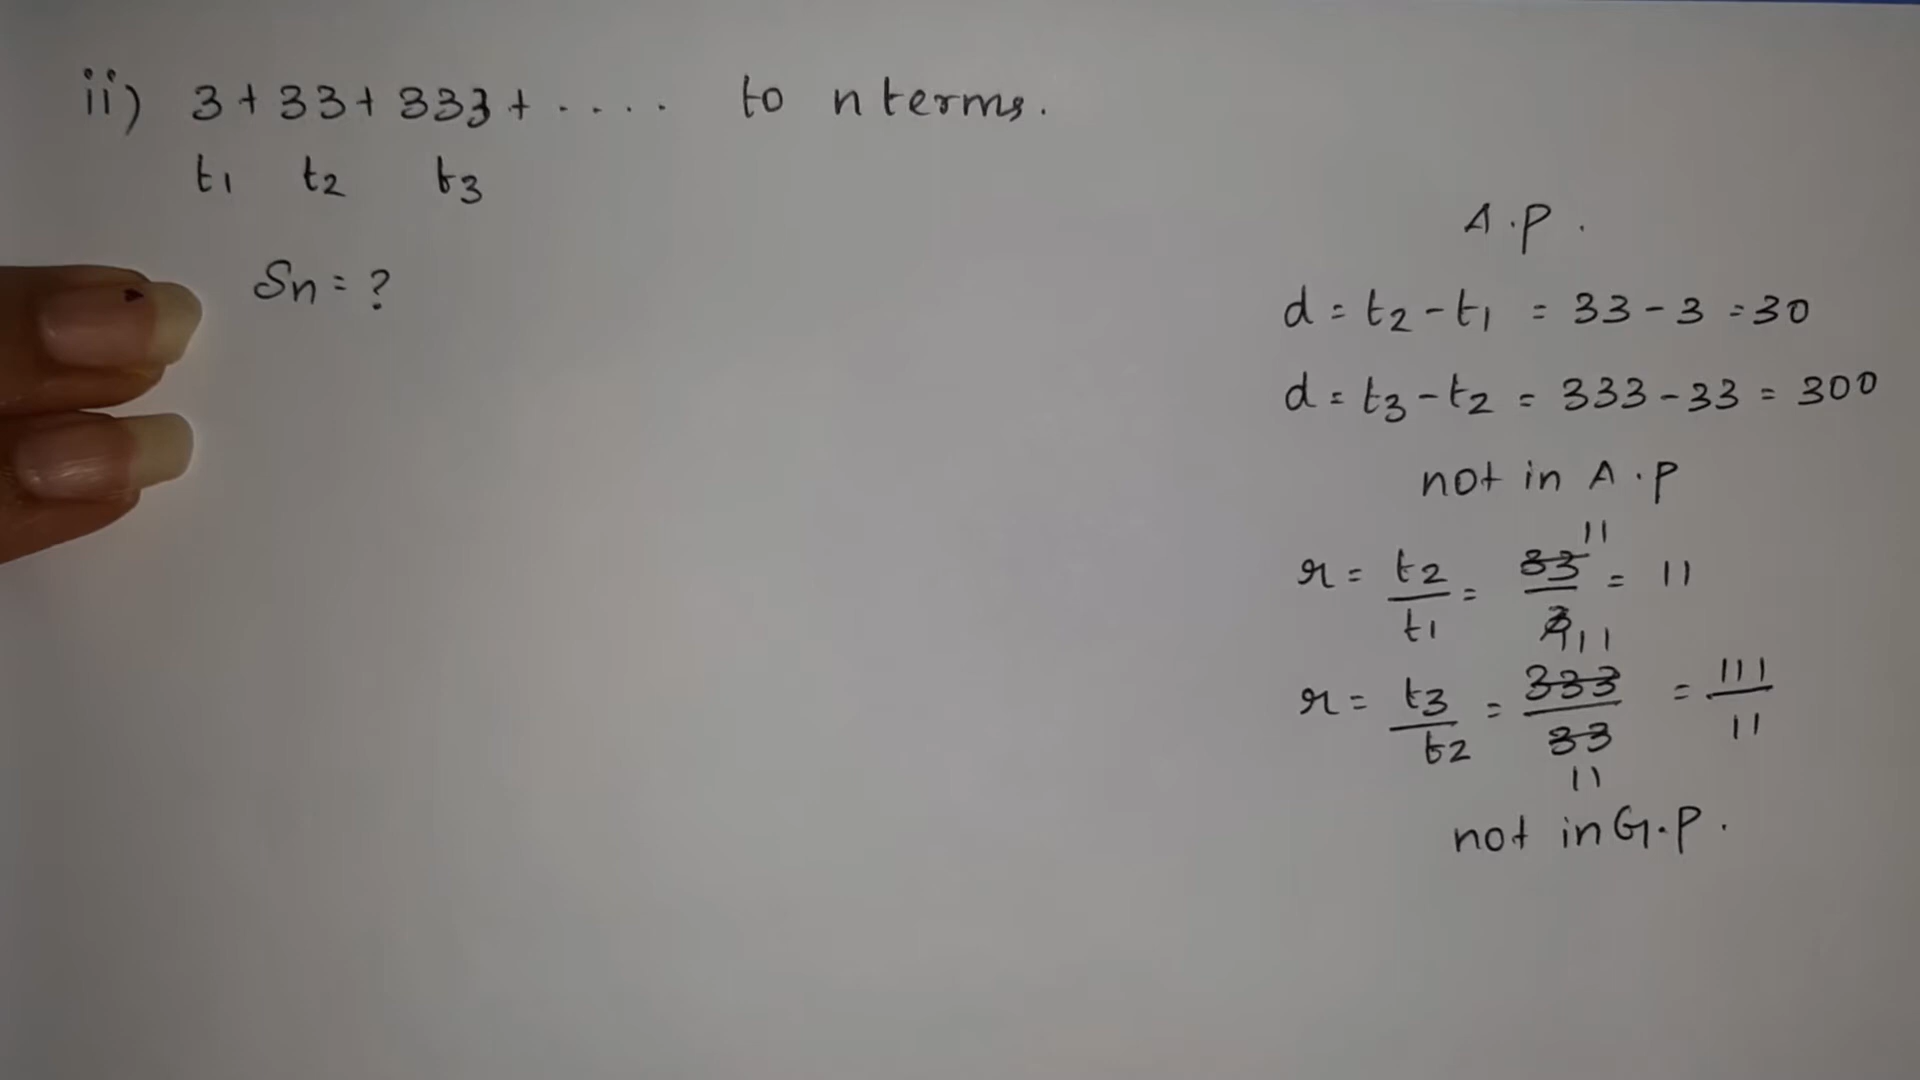 ii) 3 + 33 + 333 + . . . . to n terms.
t1 t2 t3
Sn = ?
A.P.
d = t2 - t1 = 33 - 3 = 30
d = t3 - t2 = 333 - 33 = 300
not in A.P
11
r = t2/t1 = 33/3 = 11
111
r = t3/t2 = 333/33 = 111/11
11
not in G.P.